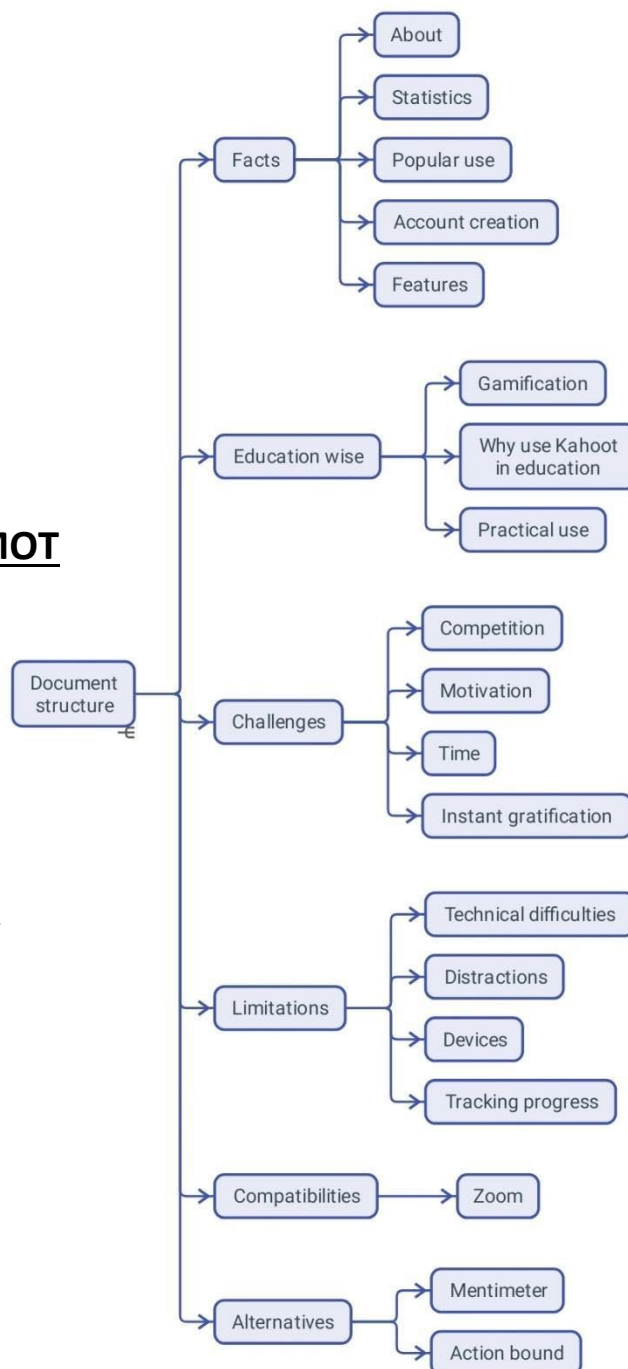 About
Statistics
Facts
Popular use
Account creation
Features
Gamification
Education wise
Why use Kahoot
in education
Practical use
Document
structure
Competition
Motivation
Challenges
Time
Instant gratification
Technical difficulties
Distractions
Limitations
Devices
Tracking progress
Compatibilities
Zoom
Mentimeter
Alternatives
Action bound